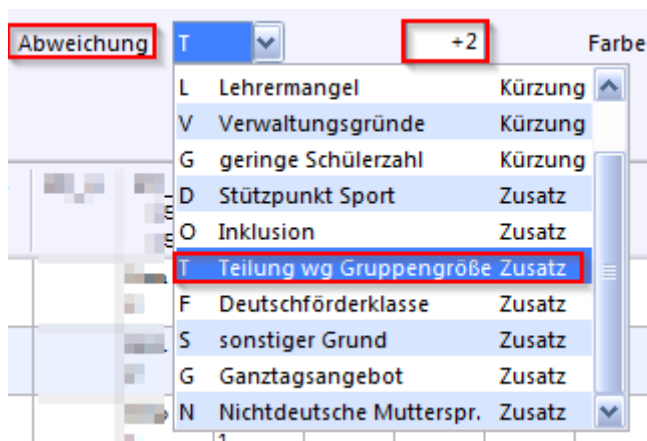 Abweichung T +2 Farbe
L Lehrermangel Kürzung
V Verwaltungsgründe Kürzung
G geringe Schülerzahl Kürzung
D Stützpunkt Sport Zusatz
O Inklusion Zusatz
T Teilung wg Gruppengröße Zusatz
F Deutschförderklasse Zusatz
S sonstiger Grund Zusatz
G Ganztagsangebot Zusatz
N Nichtdeutsche Mutterspr. Zusatz